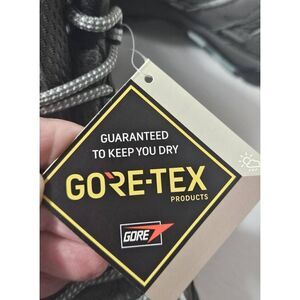 GUARANTEED
TO KEEP YOU DRY
GORE-TEX
PRODUCTS
GORE